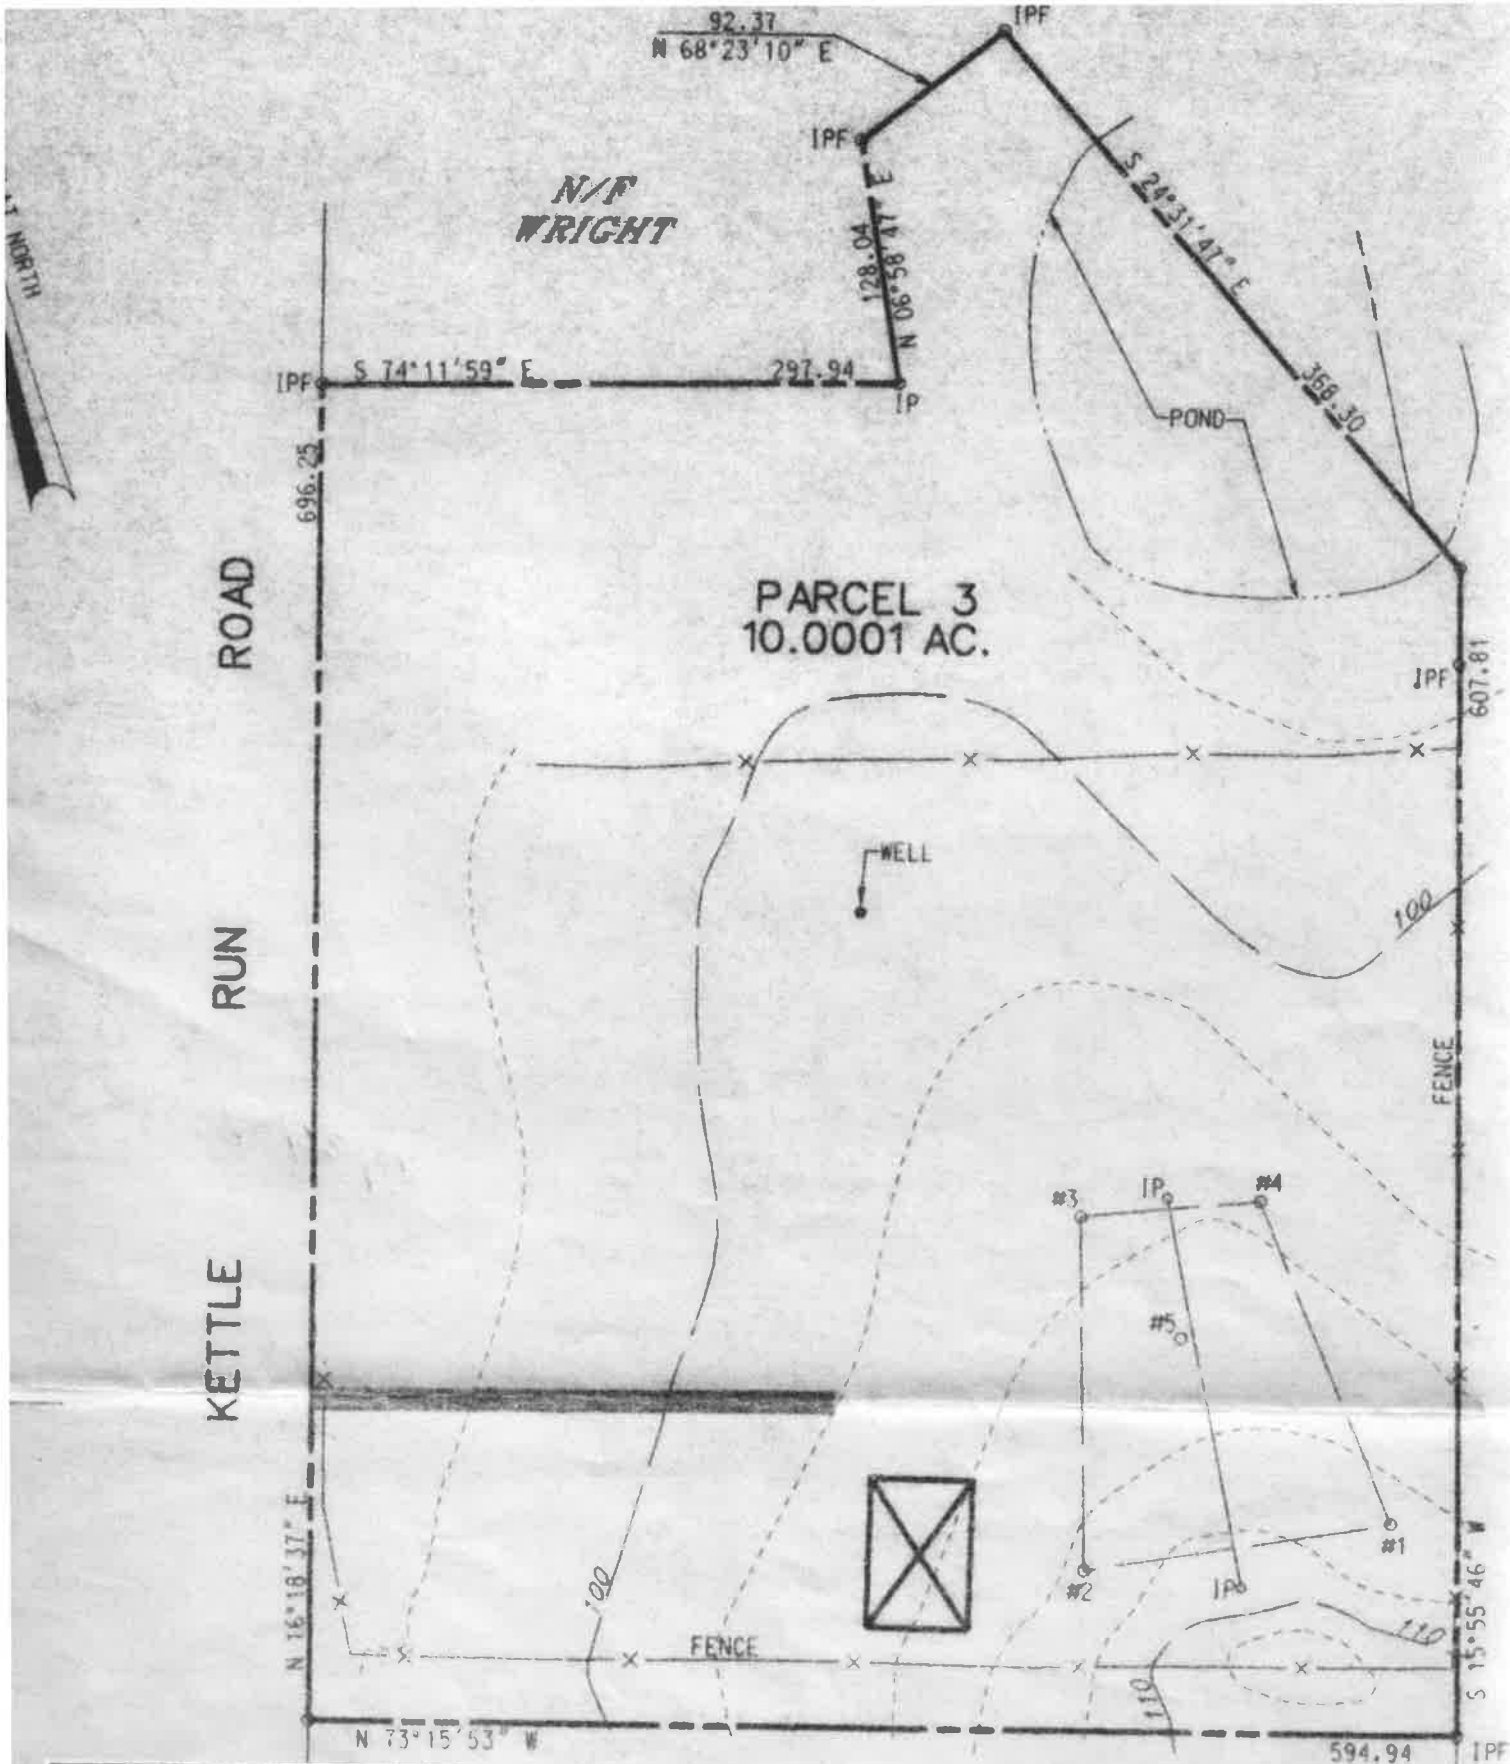 92.37
N 68°23'10" E
IPF
IPF
N/F
WRIGHT
NORTH
128.04
N 06°58'47" E
S 24°31'47" E
368.30
IPF
S 74°11'59" E
297.94
IP
POND
696.25
PARCEL 3
10.0001 AC.
IPF
607.81
WELL
100
KETTLE RUN ROAD
FENCE
#3
IP
#4
#5
#1
#2
IP
100
FENCE
110
110
N 16°18'37" E
S 15°55'46" W
N 73°15'53" W
594.94
IPF